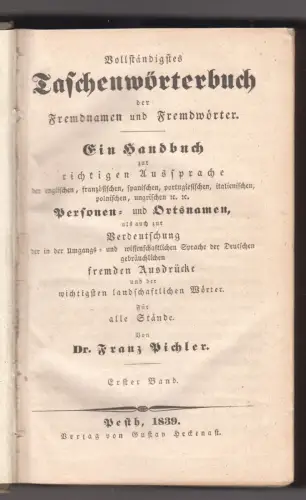 Vollständigstes
Taschenwörterbuch
der
Fremdnamen und Fremdwörter.
Ein Handbuch
zur
richtigen Aussprache
der englischen, französischen, spanischen, portugiesischen, italienischen,
polnischen, ungrischen ꝛc. ꝛc.
Personen- und Ortsnamen,
als auch zur
Verdeutschung
der in der Umgangs- und wissenschaftlichen Sprache der Deutschen
gebräuchlichen
fremden Ausdrücke
und der
wichtigsten landschaftlichen Wörter.
Für
alle Stände.
Von
Dr. Franz Pichler.
Erster Band.
Pesth, 1839.
Verlag von Gustav Heckenast.